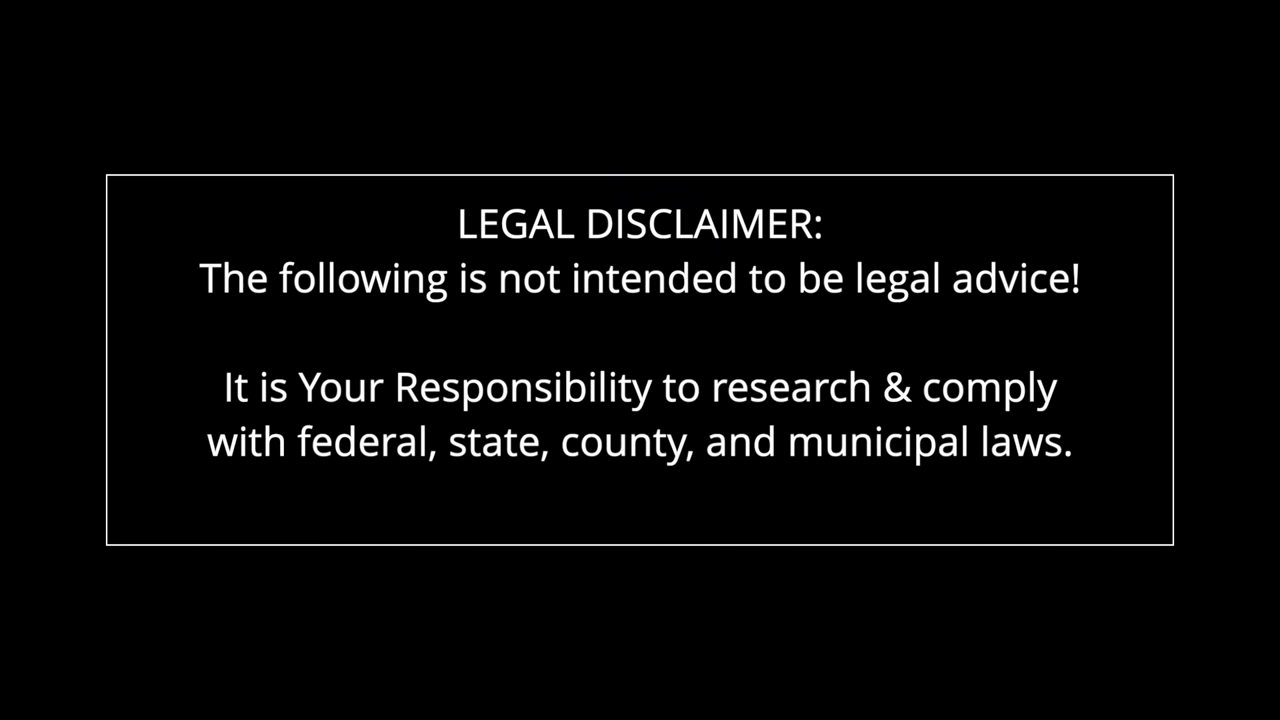 LEGAL DISCLAIMER:
The following is not intended to be legal advice!
It is Your Responsibility to research & comply
with federal, state, county, and municipal laws.